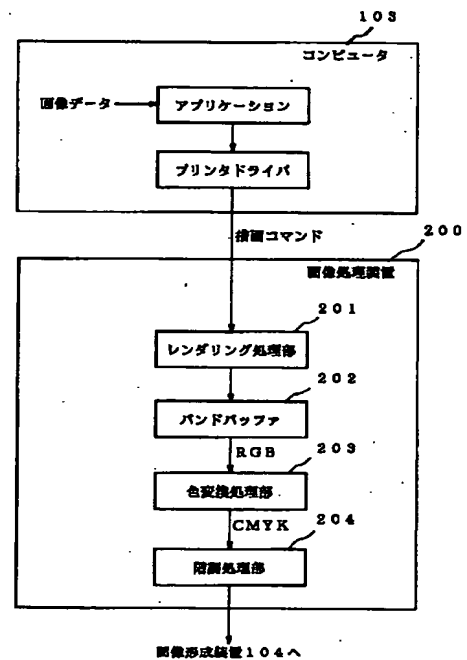 103
コンピュータ
画像データ
アプリケーション
プリンタドライバ
描画コマンド
200
画像処理装置
201
レンダリング処理部
202
バンドバッファ
RGB
203
色変換処理部
CMYK
204
階調処理部
画像形成装置104へ